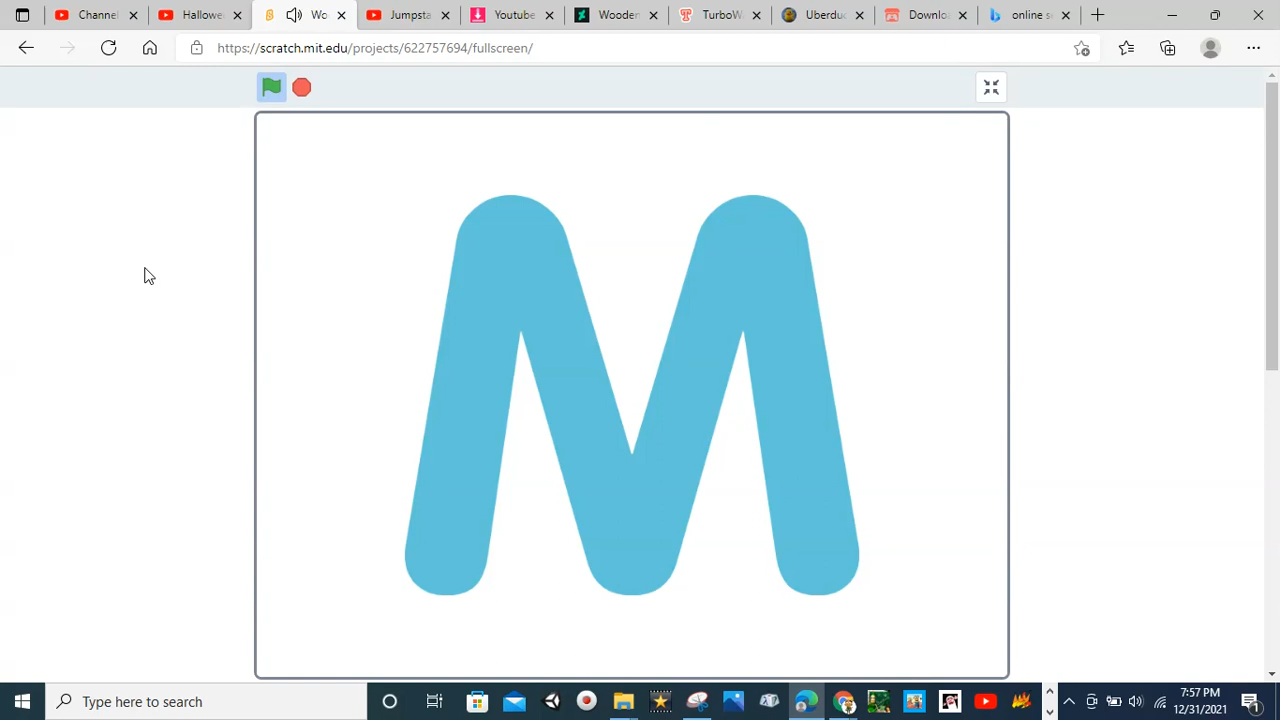 Channel
Hallowe
Wo
Jumpsta
Youtube
Wooden
TurboW
Uberduc
Downlo
online s
https://scratch.mit.edu/projects/622757694/fullscreen/
M
Type here to search
7:57 PM
12/31/2021
1